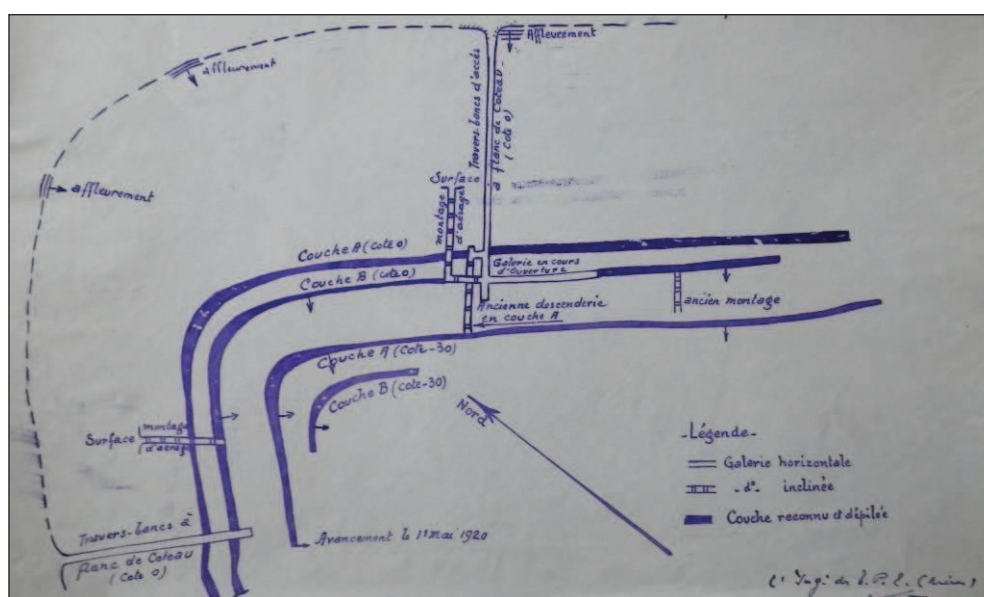 affleurement
Affleurement
affleurement
Travers-bancs d'accès
à flanc de Coteau
(Cote 0)
Surface
montage
d'aérage
Couche A (Cote 0)
Couche B (Cote 0)
Galerie en cours
d'ouverture
Ancienne descenderie
en couche A
ancien montage
Couche A (Cote-30)
Couche B (Cote-30)
Nord
Surface
montage
d'aérage
Travers-bancs à
flanc de Coteau
(Cote 0)
Avancement le 1er mai 1920
-Légende-
Galerie horizontale
-d°- inclinée
Couche reconnu et dépilée